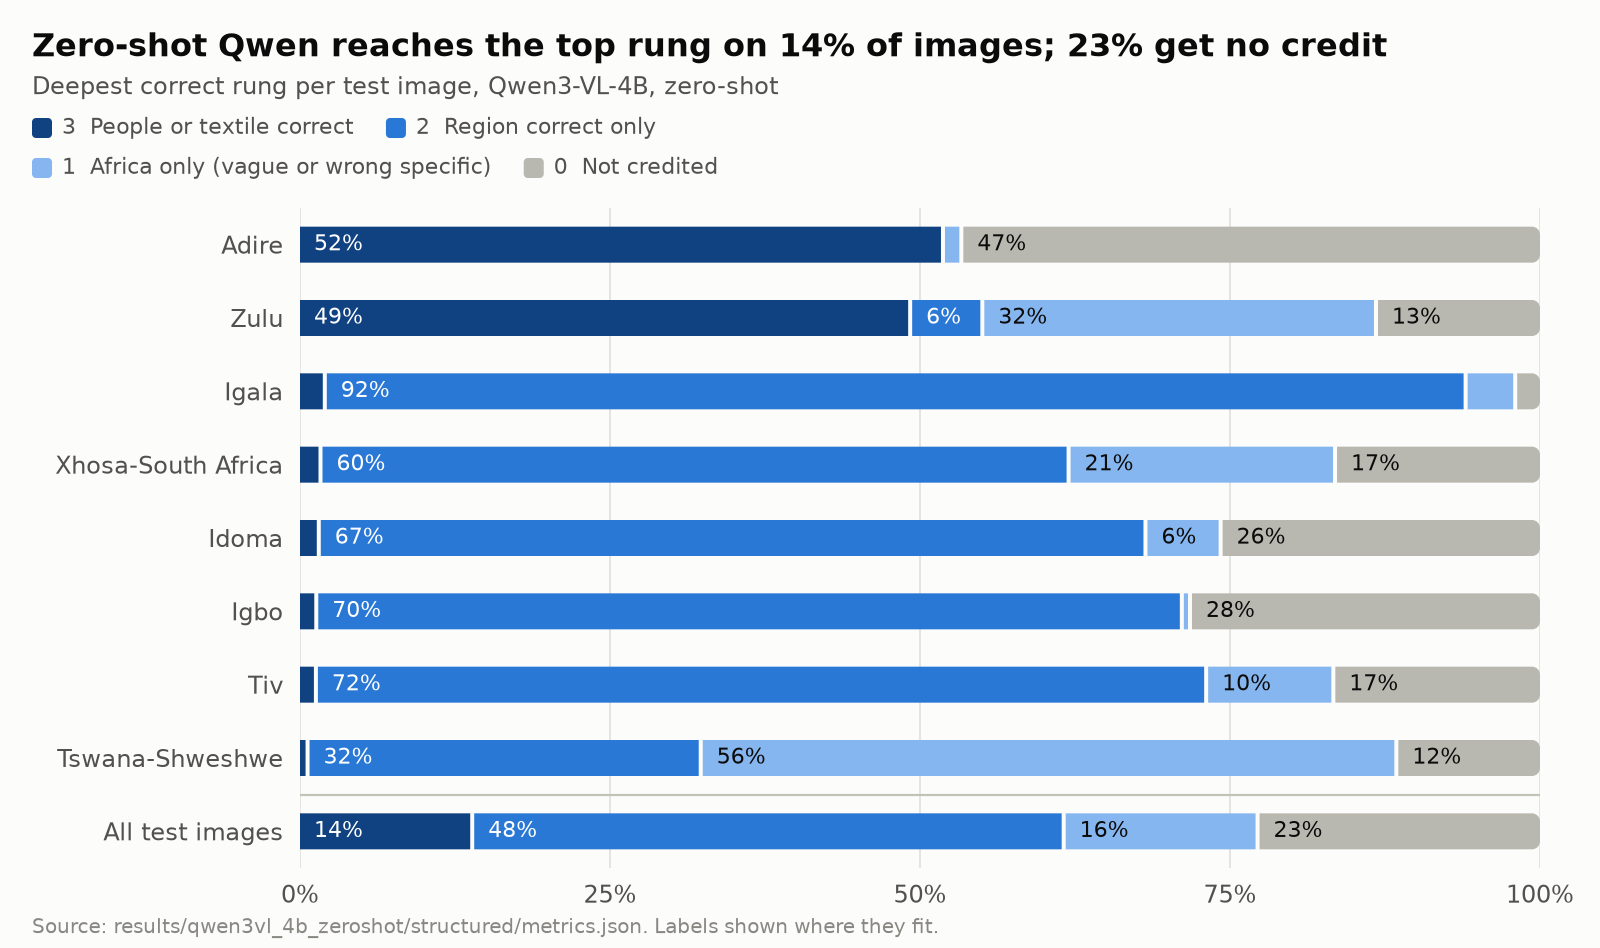 Zero-shot Qwen reaches the top rung on 14% of images; 23% get no credit
Deepest correct rung per test image, Qwen3-VL-4B, zero-shot
3 People or textile correct 2 Region correct only
1 Africa only (vague or wrong specific) 0 Not credited
Adire 52% 47%
Zulu 49% 6% 32% 13%
Igala 92%
Xhosa-South Africa 60% 21% 17%
Idoma 67% 6% 26%
Igbo 70% 28%
Tiv 72% 10% 17%
Tswana-Shweshwe 32% 56% 12%
All test images 14% 48% 16% 23%
0% 25% 50% 75% 100%
Source: results/qwen3vl_4b_zeroshot/structured/metrics.json. Labels shown where they fit.